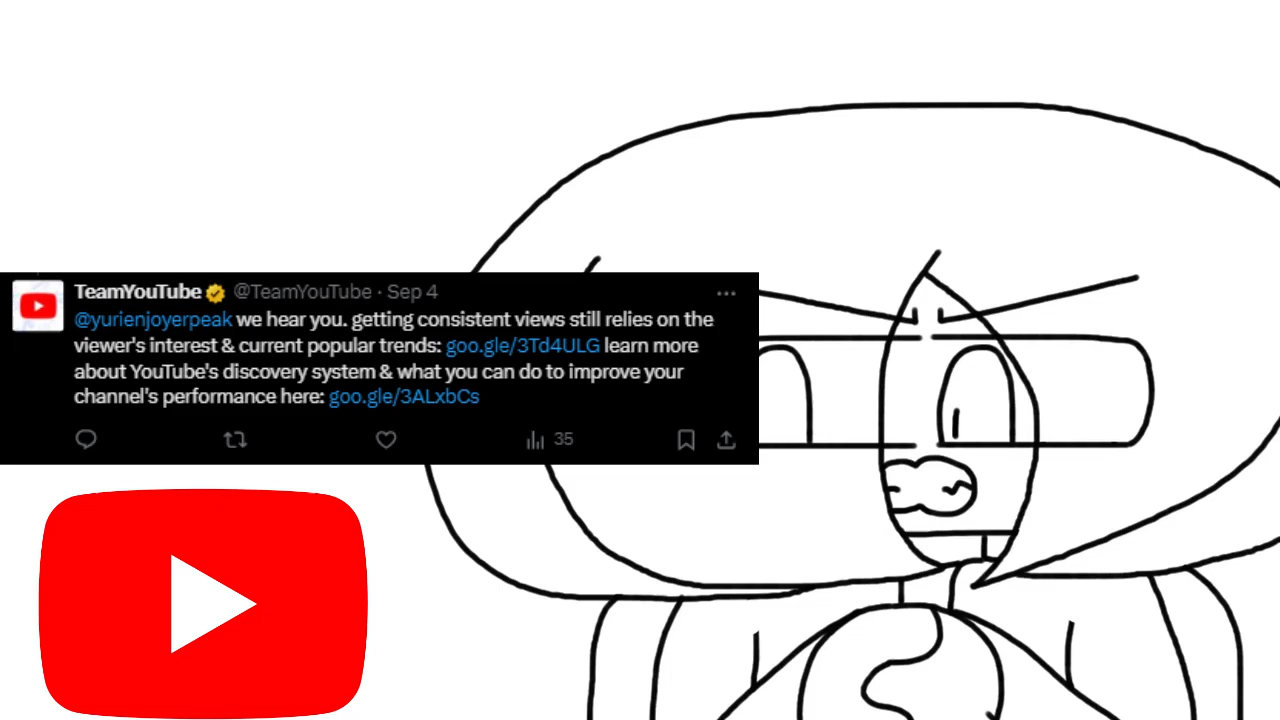 TeamYouTube @TeamYouTube · Sep 4
@yurienjoyerpeak we hear you. getting consistent views still relies on the
viewer's interest & current popular trends: goo.gle/3Td4ULG learn more
about YouTube's discovery system & what you can do to improve your
channel's performance here: goo.gle/3ALxbCs
35